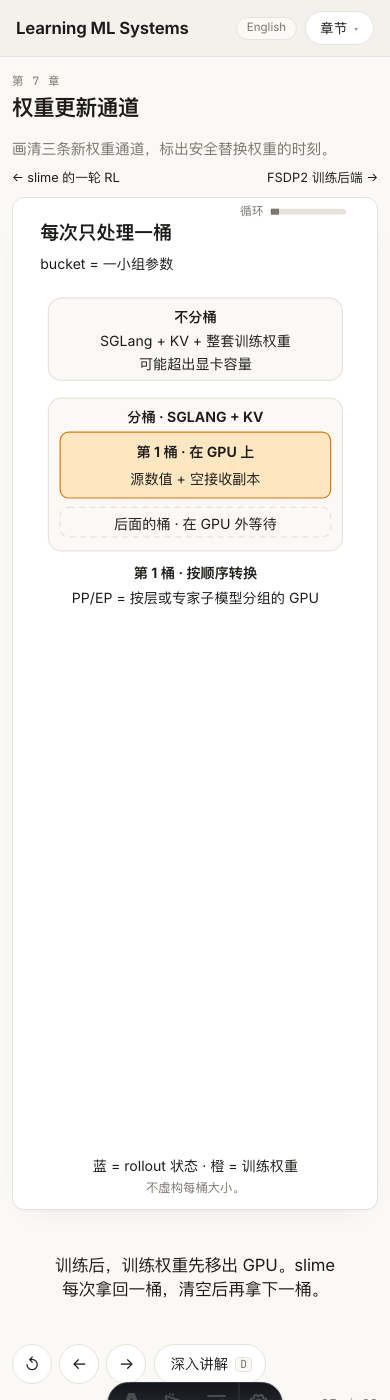 Learning ML Systems
English
章节
第 7 章
权重更新通道
画清三条新权重通道，标出安全替换权重的时刻。
← slime 的一轮 RL
FSDP2 训练后端 →
循环
每次只处理一桶
bucket = 一小组参数
不分桶
SGLang + KV + 整套训练权重
可能超出显卡容量
分桶 · SGLANG + KV
第 1 桶 · 在 GPU 上
源数值 + 空接收副本
后面的桶 · 在 GPU 外等待
第 1 桶 · 按顺序转换
PP/EP = 按层或专家子模型分组的 GPU
蓝 = rollout 状态 · 橙 = 训练权重
不虚构每桶大小。
训练后，训练权重先移出 GPU。slime
每次拿回一桶，清空后再拿下一桶。
深入讲解 D